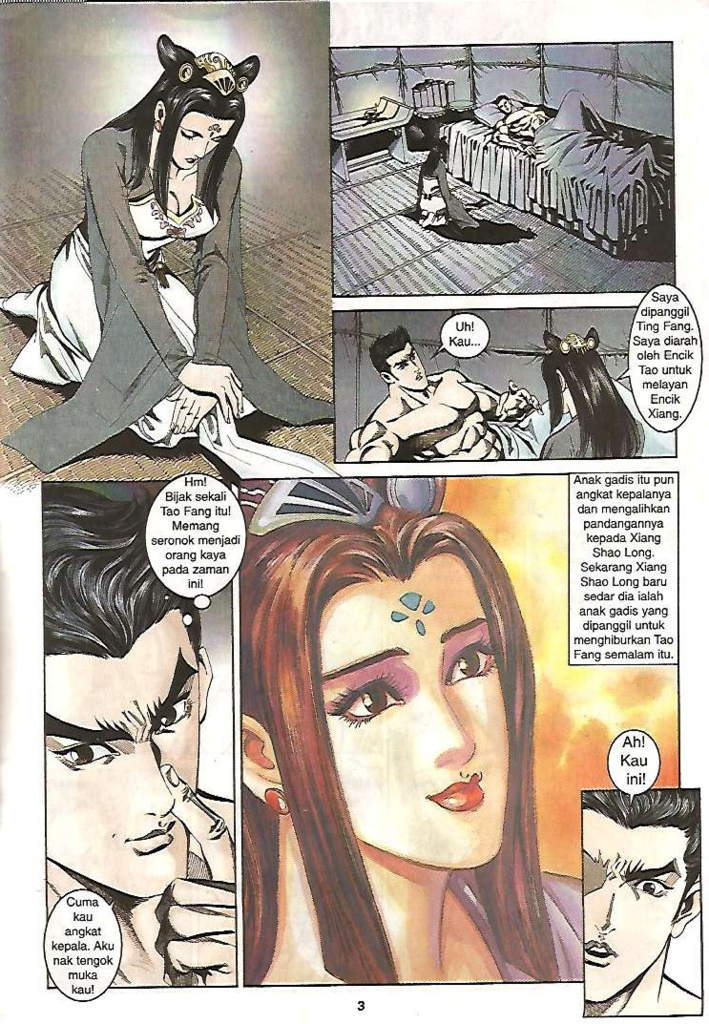 Uh!
Kau...
Saya
dipanggil
Ting Fang.
Saya diarah
oleh Encik
Tao untuk
melayan
Encik
Xiang.
Hm!
Bijak sekali
Tao Fang itu!
Memang
seronok menjadi
orang kaya
pada zaman
ini!
Cuma
kau
angkat
kepala. Aku
nak tengok
muka
kau!
Anak gadis itu pun
angkat kepalanya
dan mengalihkan
pandangannya
kepada Xiang
Shao Long.
Sekarang Xiang
Shao Long baru
sedar dia ialah
anak gadis yang
dipanggil untuk
menghiburkan Tao
Fang semalam itu.
Ah!
Kau
ini!
3